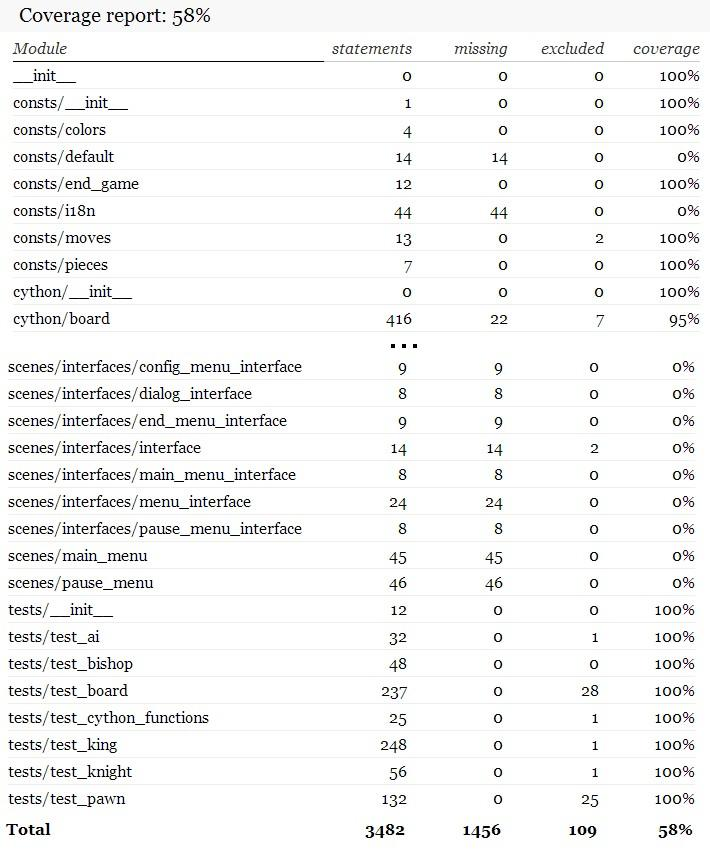 Coverage report: 58%
Module statements missing excluded coverage
__init__ 0 0 0 100%
consts/__init__ 1 0 0 100%
consts/colors 4 0 0 100%
consts/default 14 14 0 0%
consts/end_game 12 0 0 100%
consts/i18n 44 44 0 0%
consts/moves 13 0 2 100%
consts/pieces 7 0 0 100%
cython/__init__ 0 0 0 100%
cython/board 416 22 7 95%
...
scenes/interfaces/config_menu_interface 9 9 0 0%
scenes/interfaces/dialog_interface 8 8 0 0%
scenes/interfaces/end_menu_interface 9 9 0 0%
scenes/interfaces/interface 14 14 2 0%
scenes/interfaces/main_menu_interface 8 8 0 0%
scenes/interfaces/menu_interface 24 24 0 0%
scenes/interfaces/pause_menu_interface 8 8 0 0%
scenes/main_menu 45 45 0 0%
scenes/pause_menu 46 46 0 0%
tests/__init__ 12 0 0 100%
tests/test_ai 32 0 1 100%
tests/test_bishop 48 0 0 100%
tests/test_board 237 0 28 100%
tests/test_cython_functions 25 0 1 100%
tests/test_king 248 0 1 100%
tests/test_knight 56 0 1 100%
tests/test_pawn 132 0 25 100%
Total 3482 1456 109 58%